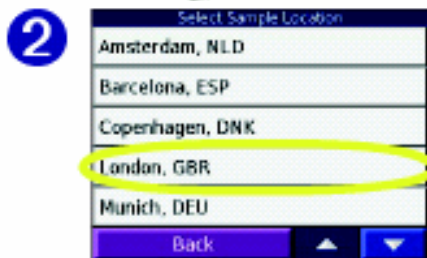 2
Select Sample Location
Amsterdam, NLD
Barcelona, ESP
Copenhagen, DNK
London, GBR
Munich, DEU
Back